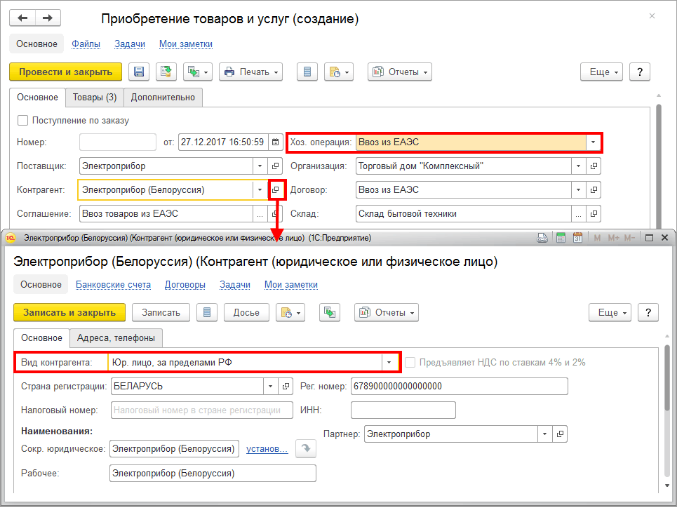 Приобретение товаров и услуг (создание)
Основное Файлы Задачи Мои заметки
Провести и закрыть Печать Отчеты Еще ?
Основное Товары (3) Дополнительно
Поступление по заказу
Номер: от: 27.12.2017 16:50:59 Хоз. операция: Ввоз из ЕАЭС
Поставщик: Электроприбор Организация: Торговый дом "Комплексный"
Контрагент: Электроприбор (Белоруссия) Договор: Ввоз из ЕАЭС
Соглашение: Ввоз товаров из ЕАЭС ... Склад: Склад бытовой техники ...
Электроприбор (Белоруссия) (Контрагент (юридическое или физическое лицо) (1С:Предприятие) M M+ M-
Электроприбор (Белоруссия) (Контрагент (юридическое или физическое лицо)
Основное Банковские счета Договоры Задачи Мои заметки
Записать и закрыть Записать Досье Отчеты Еще ?
Основное Адреса, телефоны
Вид контрагента: Юр. лицо, за пределами РФ Предъявляет НДС по ставкам 4% и 2%
Страна регистрации: БЕЛАРУСЬ Рег. номер: 678900000000000000
Налоговый номер: Налоговый номер в стране регистрации ИНН:
Наименования: Партнер: Электроприбор
Сокр. юридическое: Электроприбор (Белоруссия) установ...
Рабочее: Электроприбор (Белоруссия)